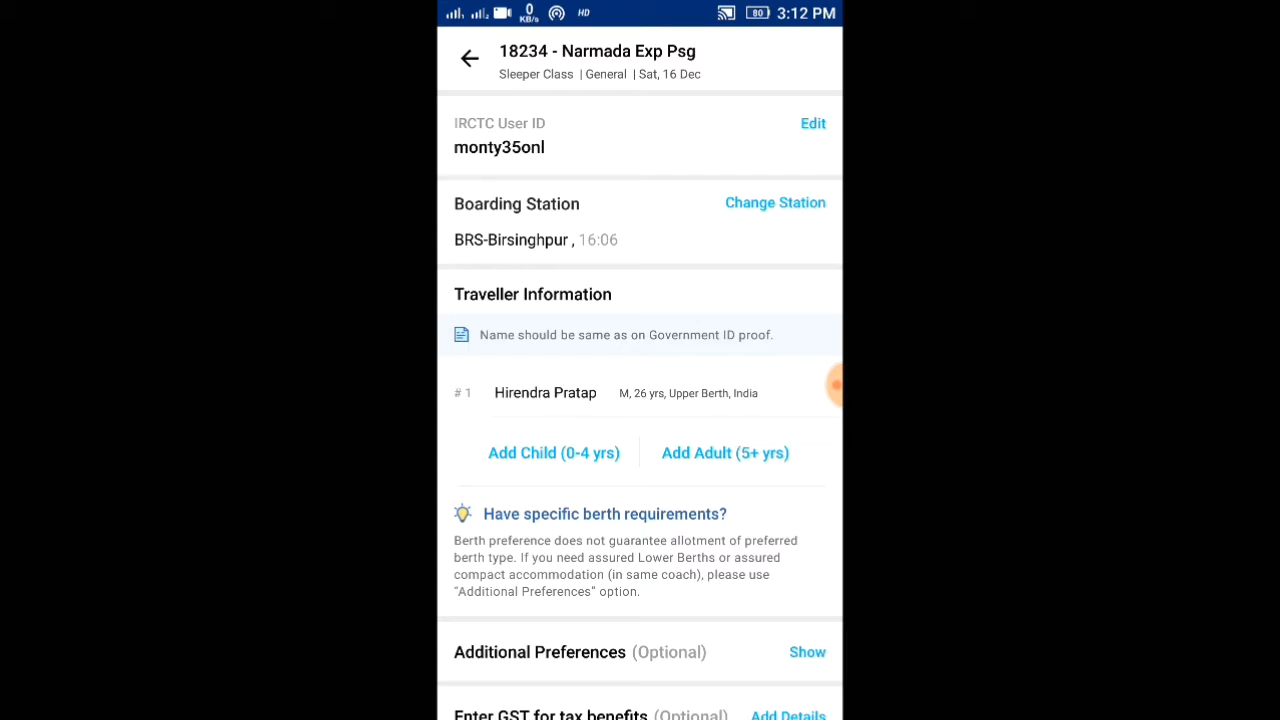 0
KB/s
HD
80
3:12 PM
18234 - Narmada Exp Psg
Sleeper Class | General | Sat, 16 Dec
IRCTC User ID
Edit
monty35onl
Boarding Station
Change Station
BRS-Birsinghpur , 16:06
Traveller Information
Name should be same as on Government ID proof.
# 1 Hirendra Pratap M, 26 yrs, Upper Berth, India
Add Child (0-4 yrs) Add Adult (5+ yrs)
Have specific berth requirements?
Berth preference does not guarantee allotment of preferred
berth type. If you need assured Lower Berths or assured
compact accommodation (in same coach), please use
“Additional Preferences” option.
Additional Preferences (Optional) Show
Enter GST for tax benefits (Optional) Add Details